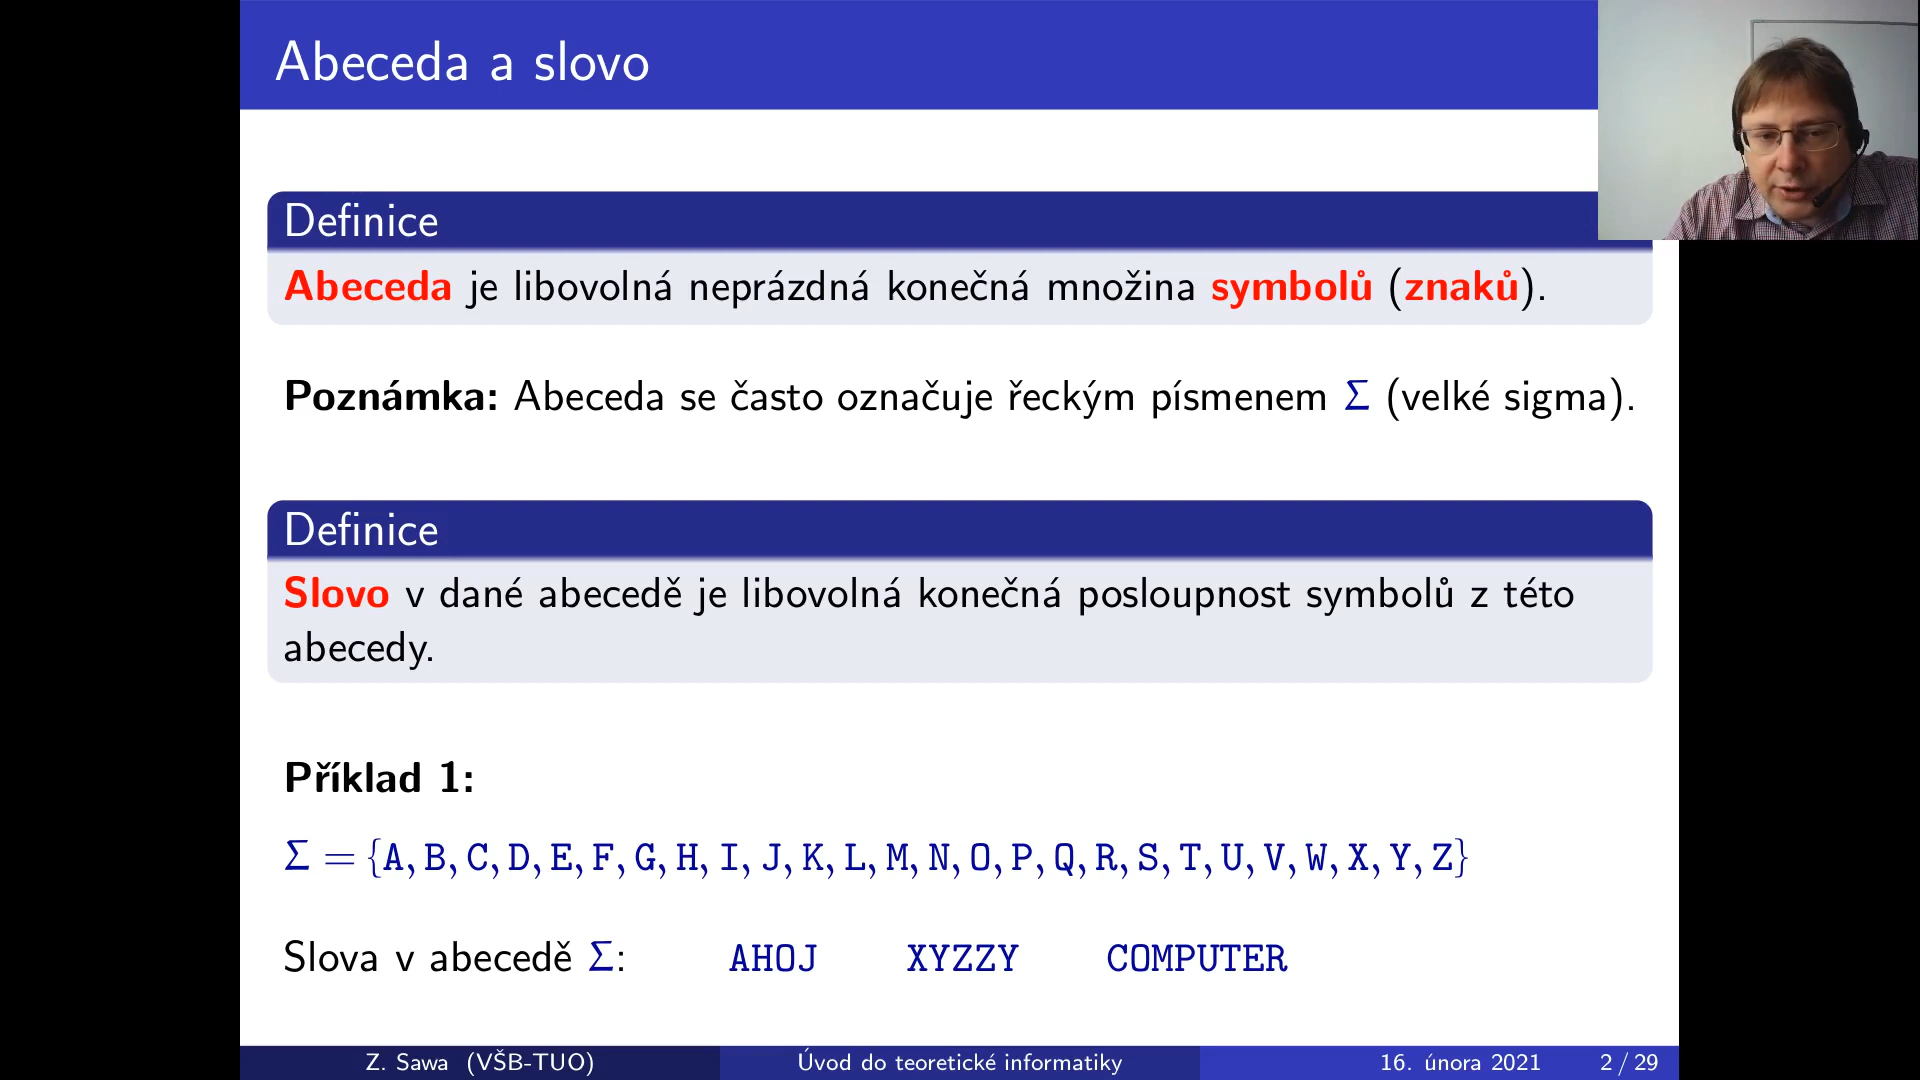 Abeceda a slovo
Definice
Abeceda je libovolná neprázdná konečná množina symbolů (znaků).
Poznámka: Abeceda se často označuje řeckým písmenem Σ (velké sigma).
Definice
Slovo v dané abecedě je libovolná konečná posloupnost symbolů z této
abecedy.
Příklad 1:
Σ = {A, B, C, D, E, F, G, H, I, J, K, L, M, N, O, P, Q, R, S, T, U, V, W, X, Y, Z}
Slova v abecedě Σ: AHOJ XYZZY COMPUTER
Z. Sawa (VŠB-TUO) Úvod do teoretické informatiky 16. února 2021 2 / 29